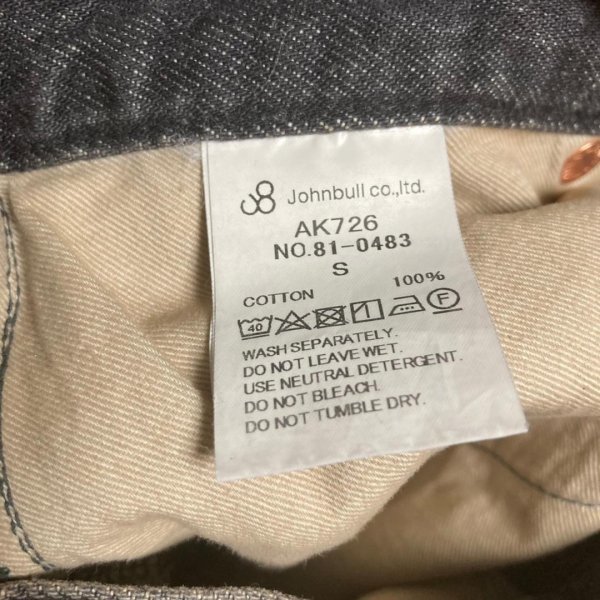 Johnbull co.,ltd.
AK726
NO.81-0483
S
COTTON 100%
40 F
WASH SEPARATELY.
DO NOT LEAVE WET.
USE NEUTRAL DETERGENT.
DO NOT BLEACH.
DO NOT TUMBLE DRY.